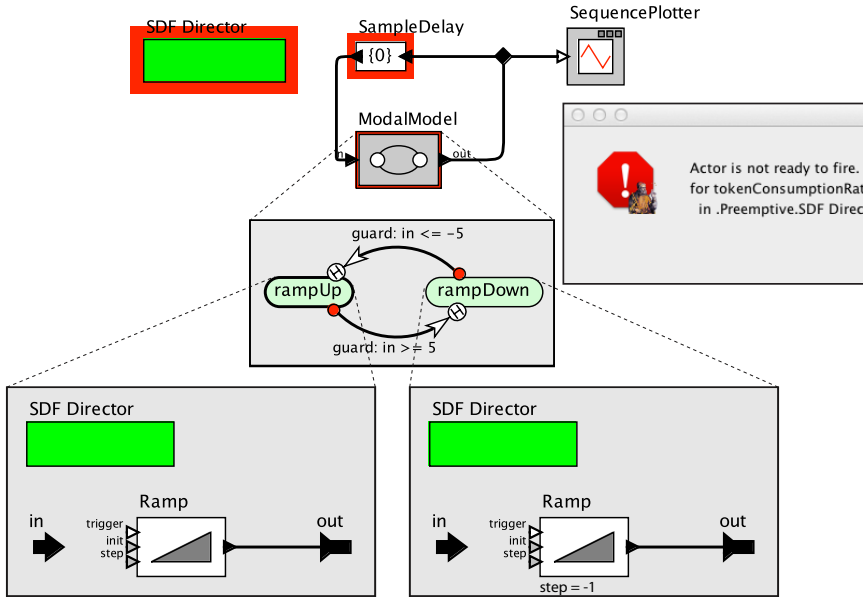 SDF Director
SampleDelay
SequencePlotter
{0}
ModalModel
out
Actor is not ready to fire.
for tokenConsumptionRat
in .Preemptive.SDF Direc
guard: in <= -5
rampUp
rampDown
guard: in >= 5
SDF Director
Ramp
in
trigger
init
step
out
SDF Director
Ramp
in
trigger
init
step
out
step = -1